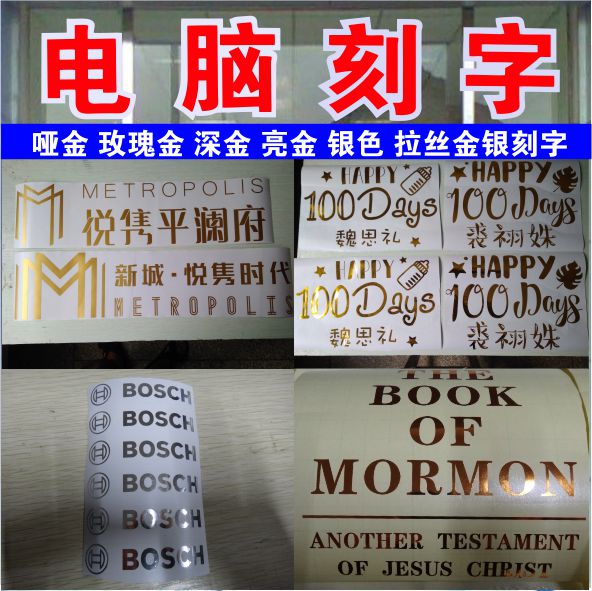 电脑刻字
哑金 玫瑰金 深金 亮金 银色 拉丝金银刻字
METROPOLIS
悦隽平澜府
新城·悦隽时代
METROPOLIS
HAPPY
100 Days
魏思礼
HAPPY
100 Days
裘祤姝
HAPPY
100 Days
魏思礼
HAPPY
100 Days
裘祤姝
BOSCH
BOSCH
BOSCH
BOSCH
BOSCH
BOSCH
THE
BOOK
OF
MORMON
ANOTHER TESTAMENT
OF JESUS CHRIST